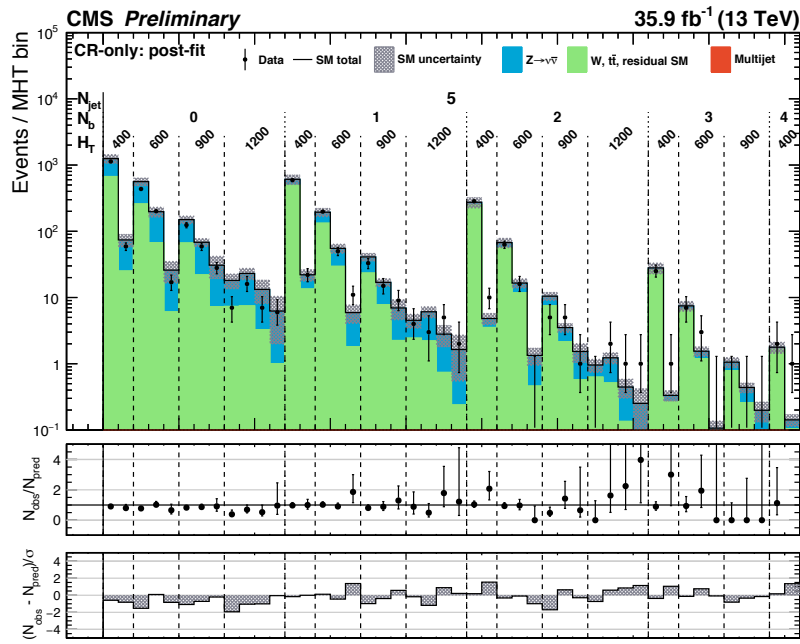 CMS Preliminary 35.9 fb⁻¹ (13 TeV)
CR-only: post-fit
Data SM total SM uncertainty Z→νν̅ W, tt̅, residual SM Multijet
N_jet 5
N_b 0 1 2 3 4
H_T 400 600 900 1200 400 600 900 1200 400 600 900 1200 400 600 900 400
Events / MHT bin
10⁵
10⁴
10³
10²
10
1
10⁻¹
N_obs/N_pred
4
2
0
(N_obs - N_pred)/σ
4
2
0
−2
−4